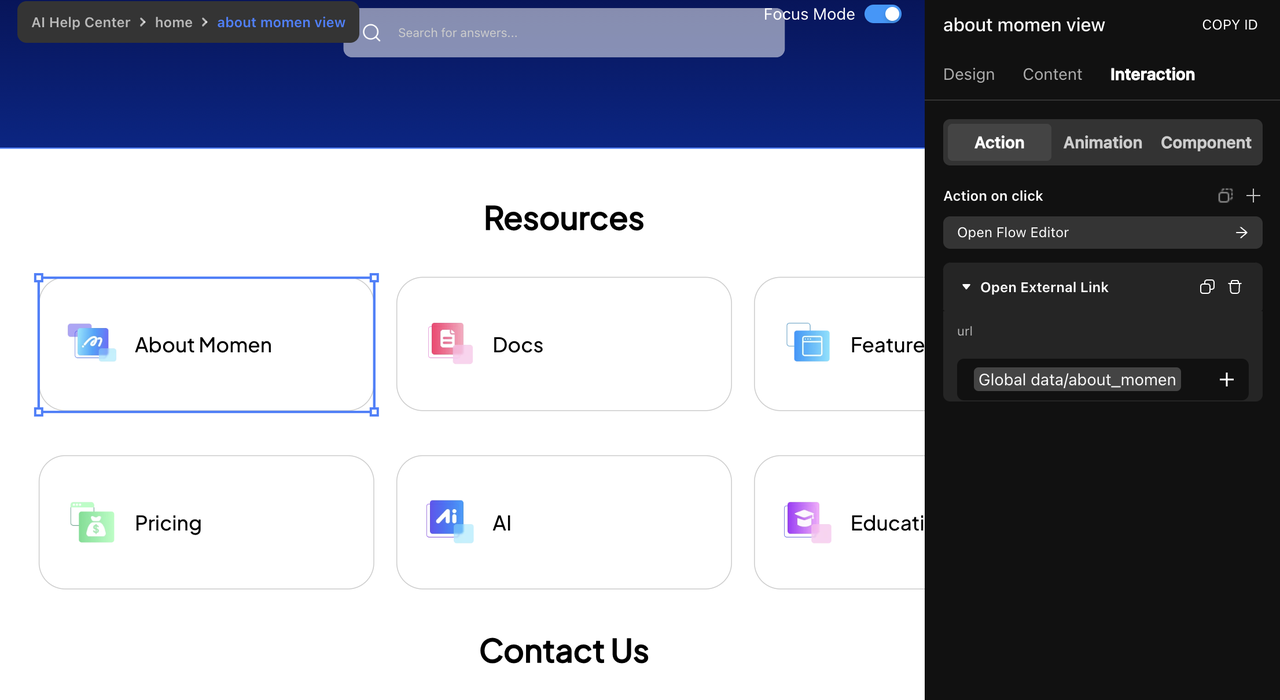 AI Help Center > home > about momen view
Search for answers...
Focus Mode
about momen view
COPY ID
Design Content Interaction
Action Animation Component
Action on click
Open Flow Editor
Open External Link
url
Global data/about_momen
Resources
About Momen
Docs
Feature
Pricing
AI
Educati
Contact Us